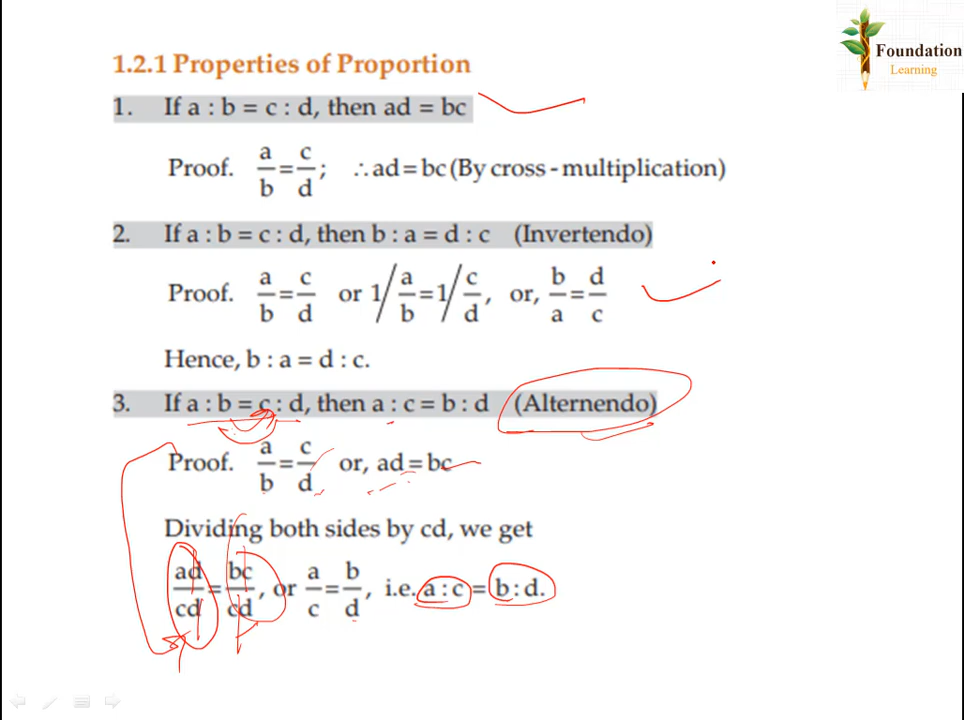 Foundation
Learning
1.2.1 Properties of Proportion
1. If a : b = c : d, then ad = bc
Proof. a/b = c/d; ∴ ad = bc (By cross - multiplication)
2. If a : b = c : d, then b : a = d : c (Invertendo)
Proof. a/b = c/d or 1/a/b = 1/c/d, or, b/a = d/c
Hence, b : a = d : c.
3. If a : b = c : d, then a : c = b : d (Alternendo)
Proof. a/b = c/d or, ad = bc
Dividing both sides by cd, we get
ad/cd = bc/cd, or a/c = b/d, i.e. a : c = b : d.